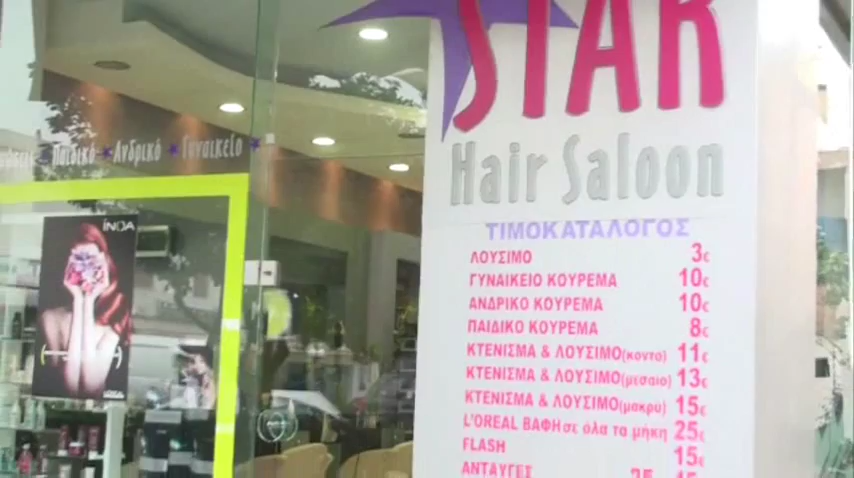 STAR
Hair Saloon
Παιδικό ★ Ανδρικό ★ Γυναικείο ★
ÍNOA
ΤΙΜΟΚΑΤΑΛΟΓΟΣ
ΛΟΥΣΙΜΟ 3€
ΓΥΝΑΙΚΕΙΟ ΚΟΥΡΕΜΑ 10€
ΑΝΔΡΙΚΟ ΚΟΥΡΕΜΑ 10€
ΠΑΙΔΙΚΟ ΚΟΥΡΕΜΑ 8€
ΚΤΕΝΙΣΜΑ & ΛΟΥΣΙΜΟ(κοντο) 11€
ΚΤΕΝΙΣΜΑ & ΛΟΥΣΙΜΟ(μεσαιο) 13€
ΚΤΕΝΙΣΜΑ & ΛΟΥΣΙΜΟ(μακρυ) 15€
L'OREAL ΒΑΦΗ σε όλα τα μήκη 25€
FLASH 15€
ΑΝΤΑΥΓΕΣ